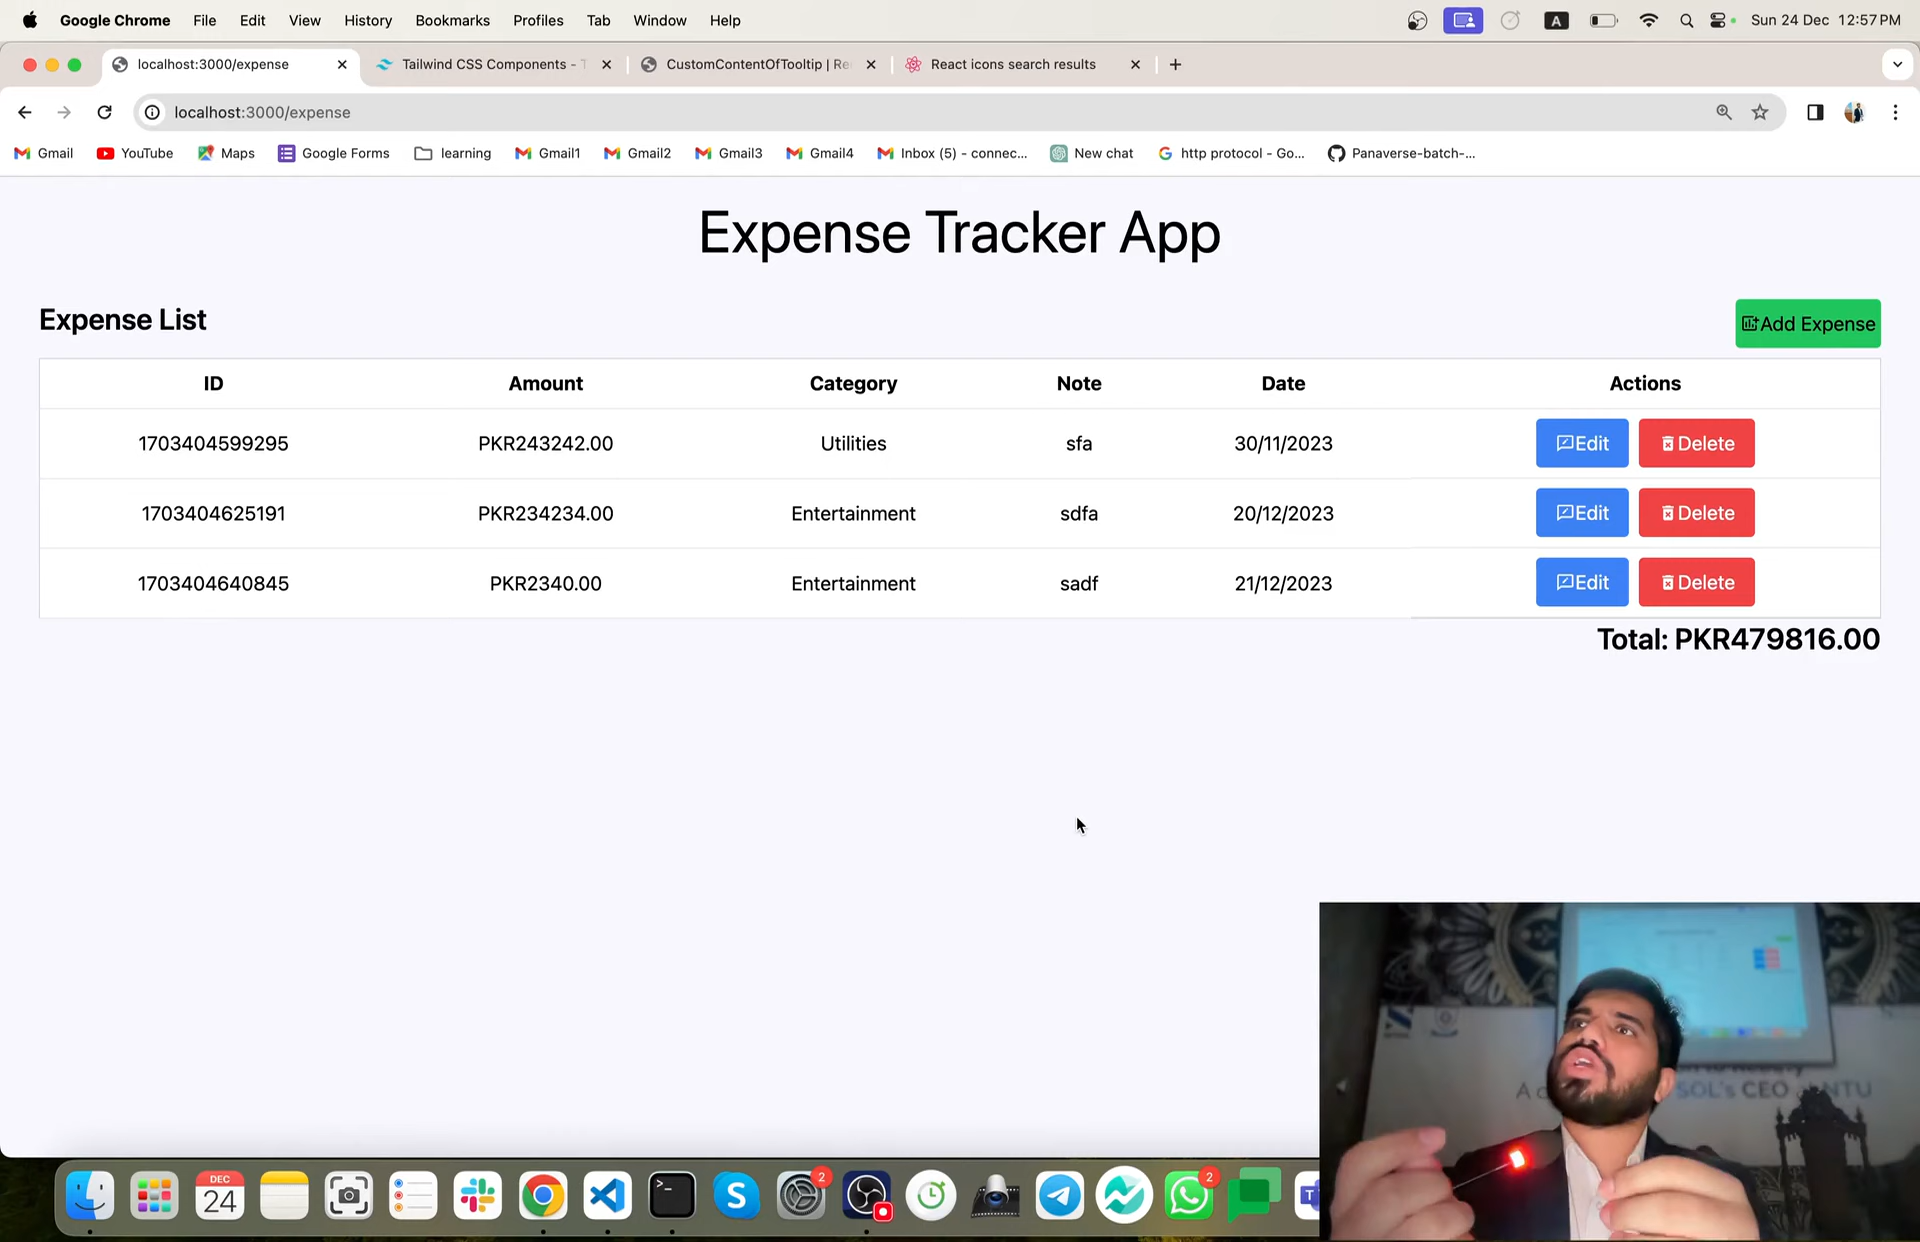 Google Chrome File Edit View History Bookmarks Profiles Tab Window Help A Sun 24 Dec 12:57 PM
localhost:3000/expense Tailwind CSS Components - CustomContentOfTooltip | Re React icons search results
localhost:3000/expense
Gmail YouTube Maps Google Forms learning Gmail1 Gmail2 Gmail3 Gmail4 Inbox (5) - connec... New chat http protocol - Go... Panaverse-batch-...
Expense Tracker App
Expense List
Add Expense
ID Amount Category Note Date Actions
1703404599295 PKR243242.00 Utilities sfa 30/11/2023 Edit Delete
1703404625191 PKR234234.00 Entertainment sdfa 20/12/2023 Edit Delete
1703404640845 PKR2340.00 Entertainment sadf 21/12/2023 Edit Delete
Total: PKR479816.00
SOL's CEO NTU
DEC
24
2
2
S
T